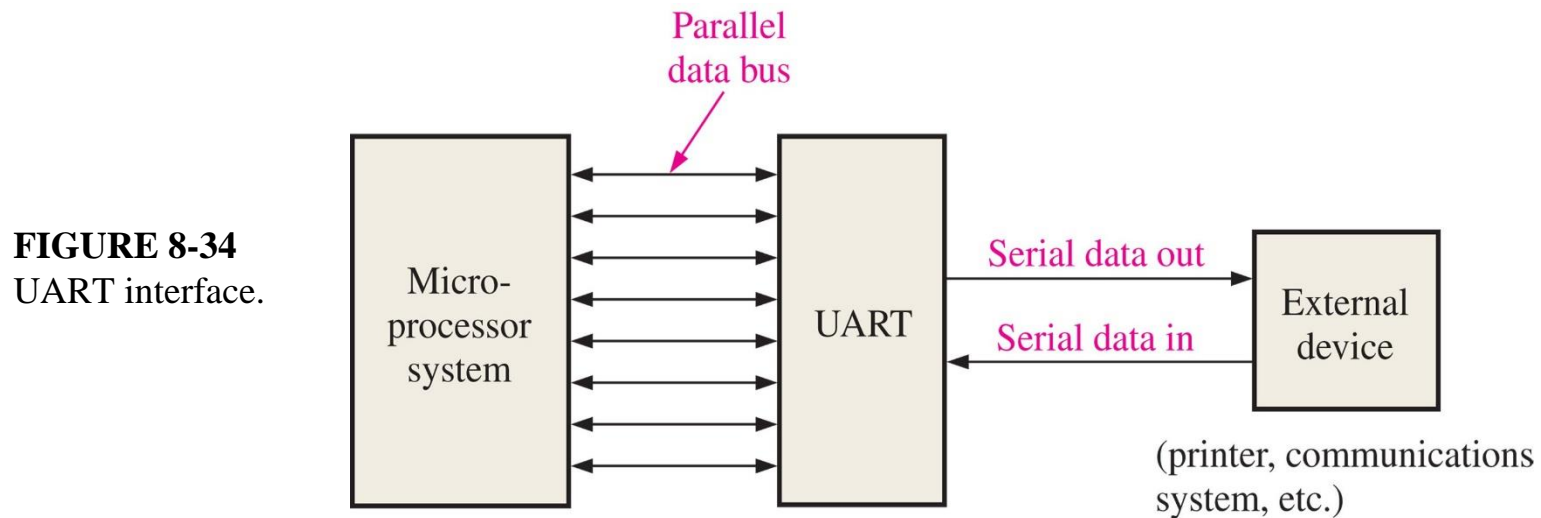 Parallel
data bus
FIGURE 8-34
UART interface.
Micro-
processor
system
UART
Serial data out
Serial data in
External
device
(printer, communications
system, etc.)